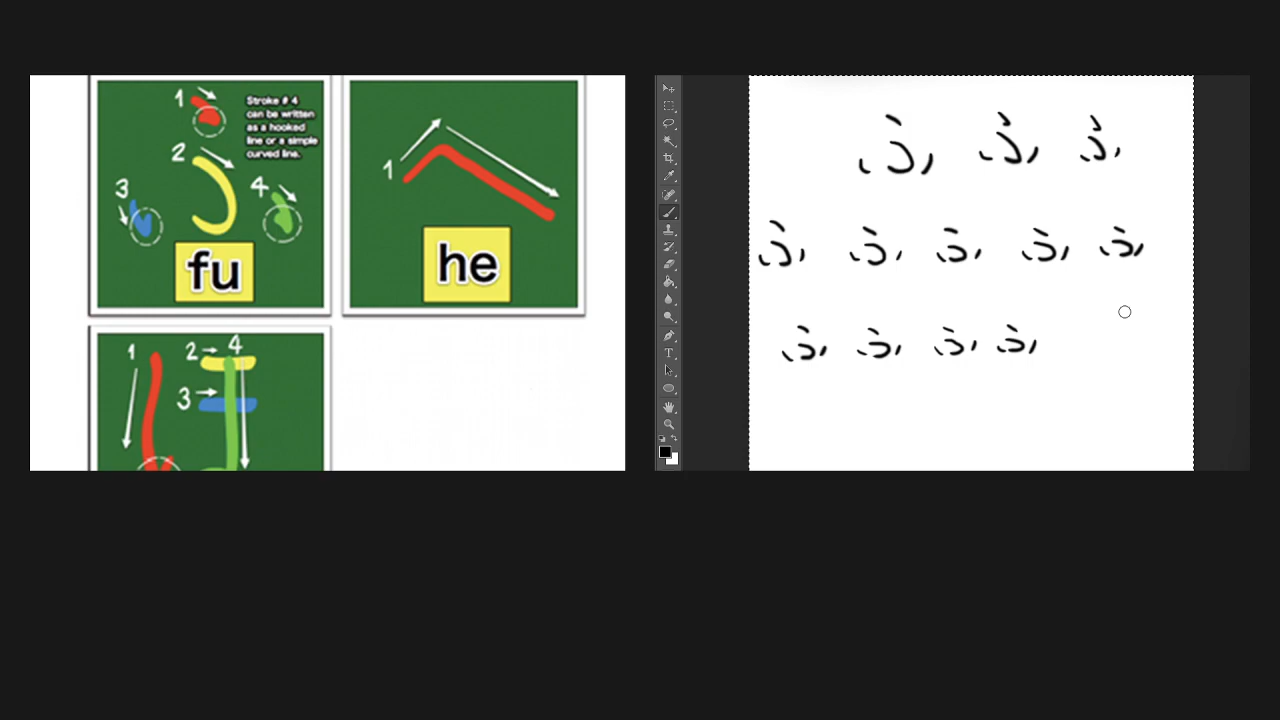 1
Stroke # 4
can be written
as a hooked
line or a simple
curved line.
2
3
4
fu
1
he
1
2
4
3
ふ ふ ふ
ふ ふ ふ ふ ふ
ふ ふ ふ ふ
T